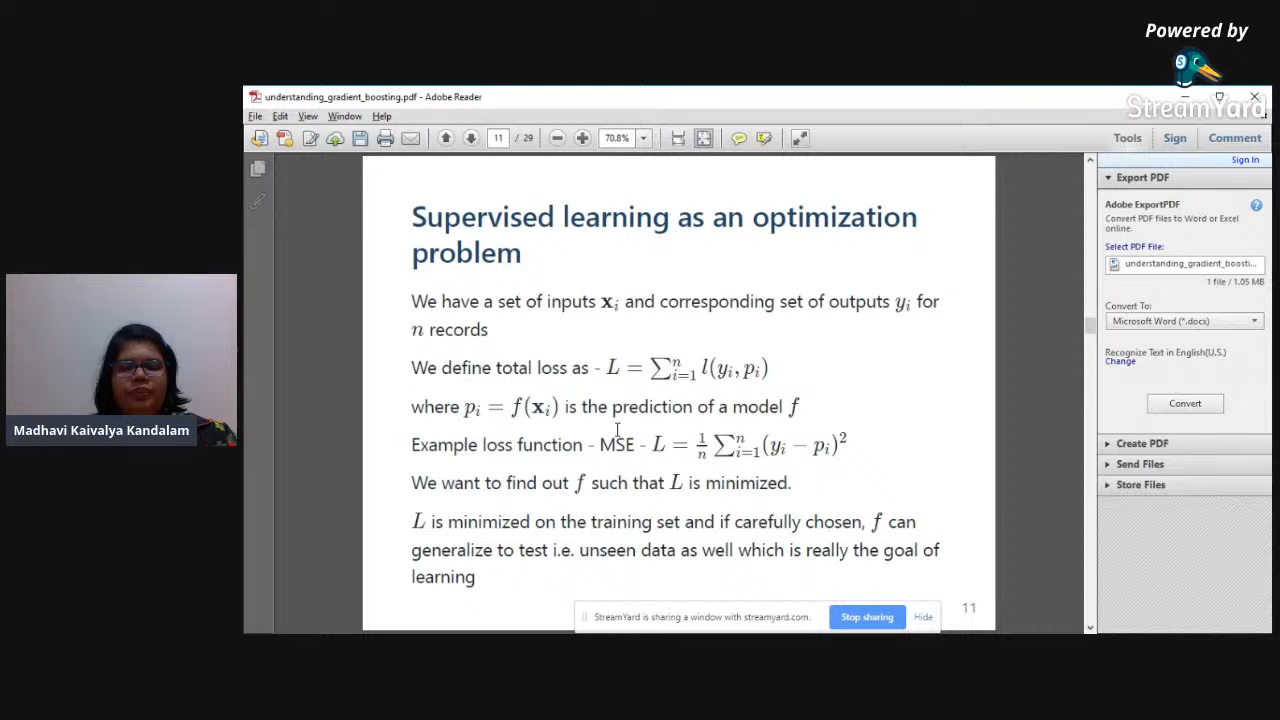 Powered by
StreamYard
understanding_gradient_boosting.pdf - Adobe Reader
File Edit View Window Help
11 / 29 70.8% Tools Sign Comment
Sign In
Export PDF
Adobe ExportPDF
Convert PDF files to Word or Excel
online.
Select PDF File:
understanding_gradient_boosti...
1 file / 1.05 MB
Convert To:
Microsoft Word (*.docx)
Recognize Text in English(U.S.)
Change
Convert
Create PDF
Send Files
Store Files
Supervised learning as an optimization
problem
We have a set of inputs xᵢ and corresponding set of outputs yᵢ for
n records
We define total loss as - L = ∑ⁿᵢ₌₁ l(yᵢ, pᵢ)
where pᵢ = f(xᵢ) is the prediction of a model f
Example loss function - MSE - L = 1/n ∑ⁿᵢ₌₁(yᵢ − pᵢ)²
We want to find out f such that L is minimized.
L is minimized on the training set and if carefully chosen, f can
generalize to test i.e. unseen data as well which is really the goal of
learning
11
StreamYard is sharing a window with streamyard.com. Stop sharing Hide
Madhavi Kaivalya Kandalam